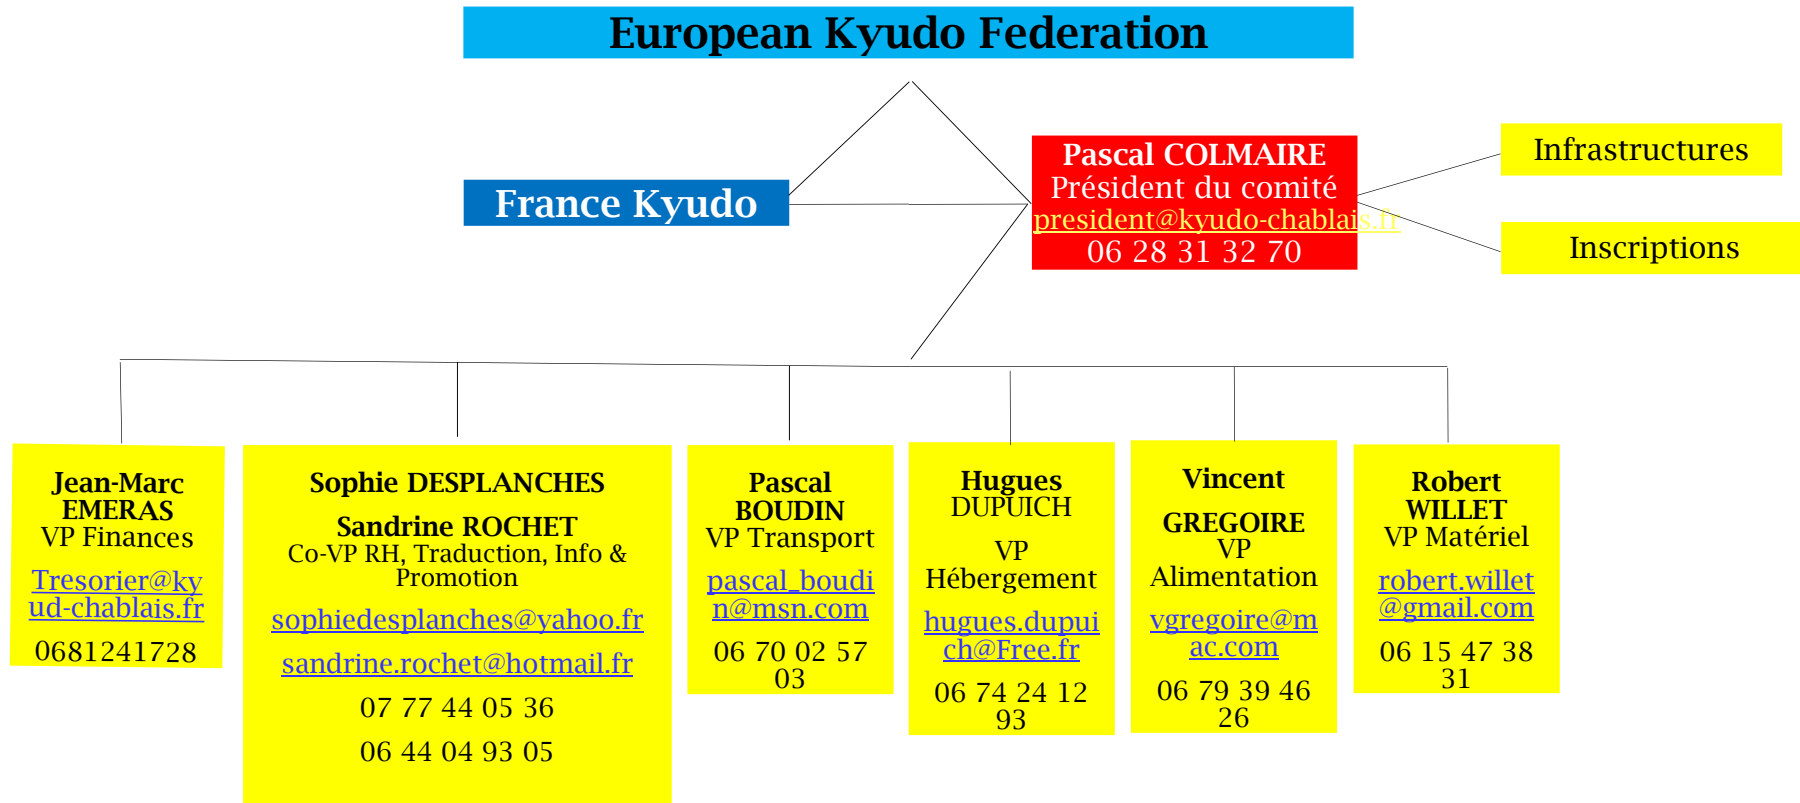 European Kyudo Federation
France Kyudo
Pascal COLMAIRE
Président du comité
president@kyudo-chablais.fr
06 28 31 32 70
Infrastructures
Inscriptions
Jean-Marc
EMERAS
VP Finances
Tresorier@ky
ud-chablais.fr
0681241728
Sophie DESPLANCHES
Sandrine ROCHET
Co-VP RH, Traduction, Info &
Promotion
sophiedesplanches@yahoo.fr
sandrine.rochet@hotmail.fr
07 77 44 05 36
06 44 04 93 05
Pascal
BOUDIN
VP Transport
pascal_boudi
n@msn.com
06 70 02 57
03
Hugues
DUPUICH
VP
Hébergement
hugues.dupui
ch@Free.fr
06 74 24 12
93
Vincent
GREGOIRE
VP
Alimentation
vgregoire@m
ac.com
06 79 39 46
26
Robert
WILLET
VP Matériel
robert.willet
@gmail.com
06 15 47 38
31